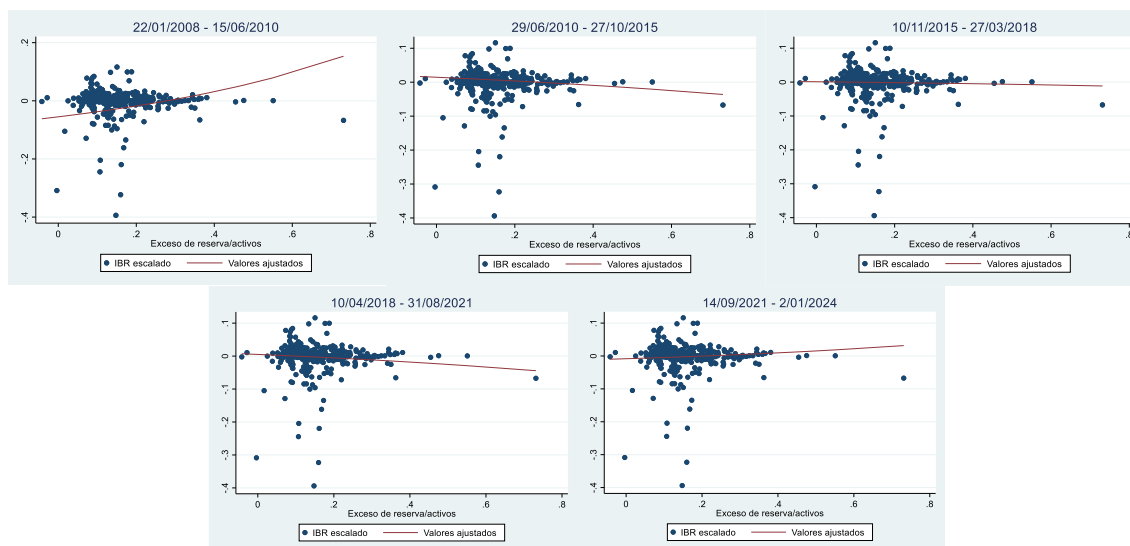 22/01/2008 - 15/06/2010
.2
0
-.2
-.4
0 .2 .4 .6 .8
Exceso de reserva/activos
IBR escalado Valores ajustados
29/06/2010 - 27/10/2015
.1
0
-.1
-.2
-.3
-.4
0 .2 .4 .6 .8
Exceso de reserva/activos
IBR escalado Valores ajustados
10/11/2015 - 27/03/2018
.1
0
-.1
-.2
-.3
-.4
0 .2 .4 .6 .8
Exceso de reserva/activos
IBR escalado Valores ajustados
10/04/2018 - 31/08/2021
.1
0
-.1
-.2
-.3
-.4
0 .2 .4 .6 .8
Exceso de reserva/activos
IBR escalado Valores ajustados
14/09/2021 - 2/01/2024
.1
0
-.1
-.2
-.3
-.4
0 .2 .4 .6 .8
Exceso de reserva/activos
IBR escalado Valores ajustados